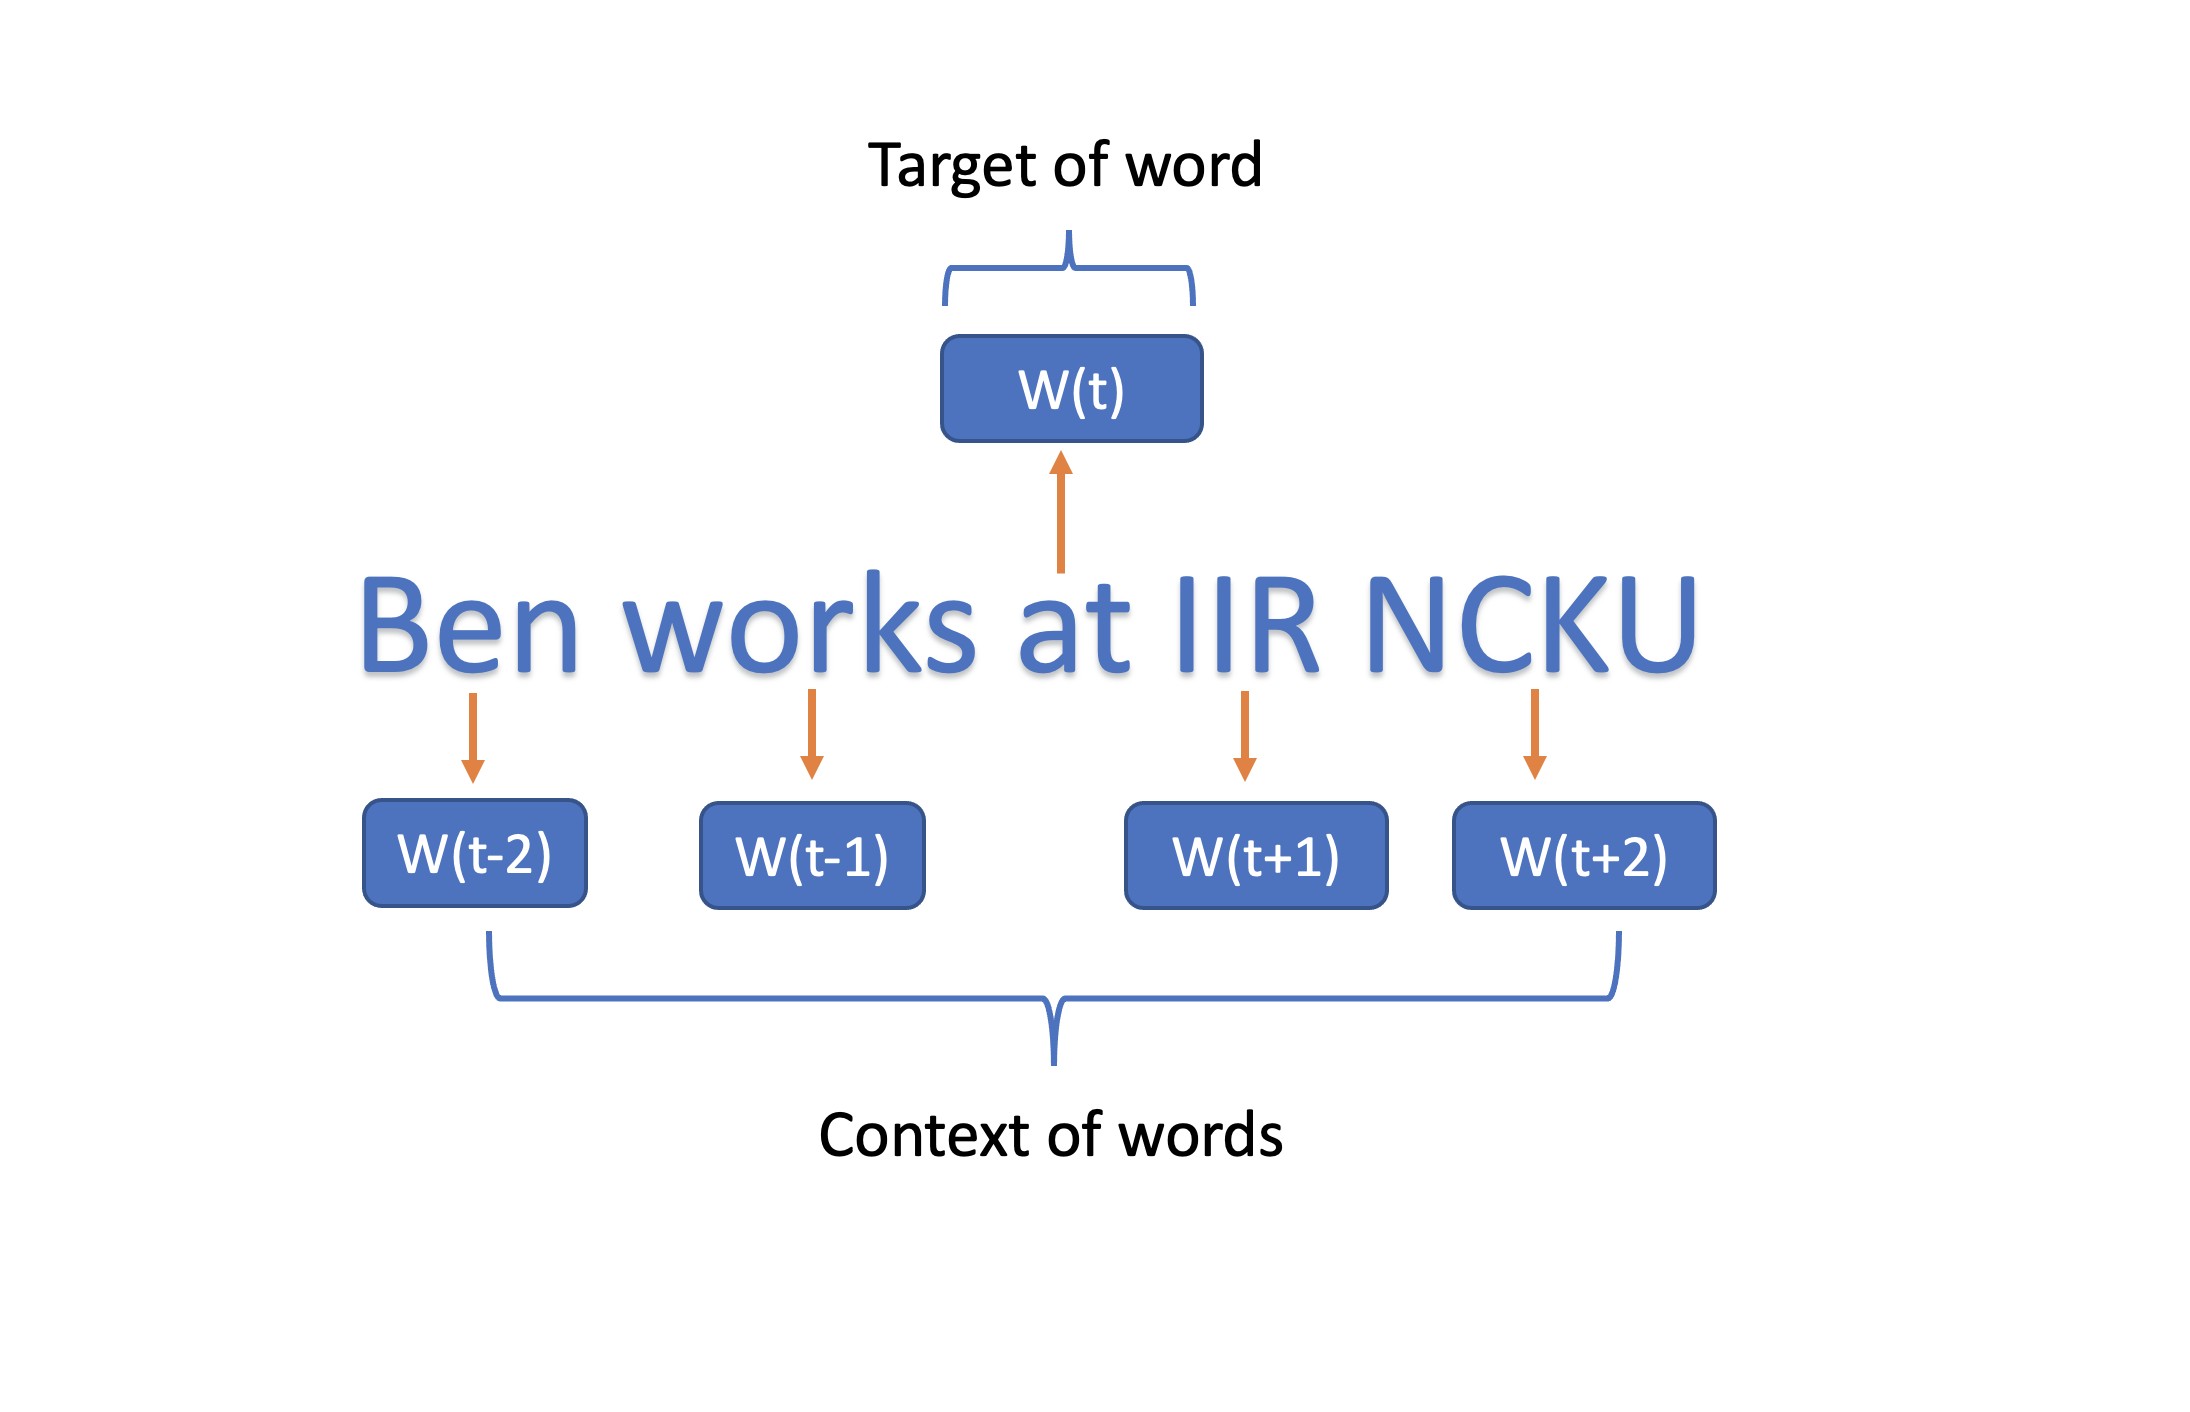 Target of word
W(t)
Ben works at IIR NCKU
W(t-2) W(t-1) W(t+1) W(t+2)
Context of words